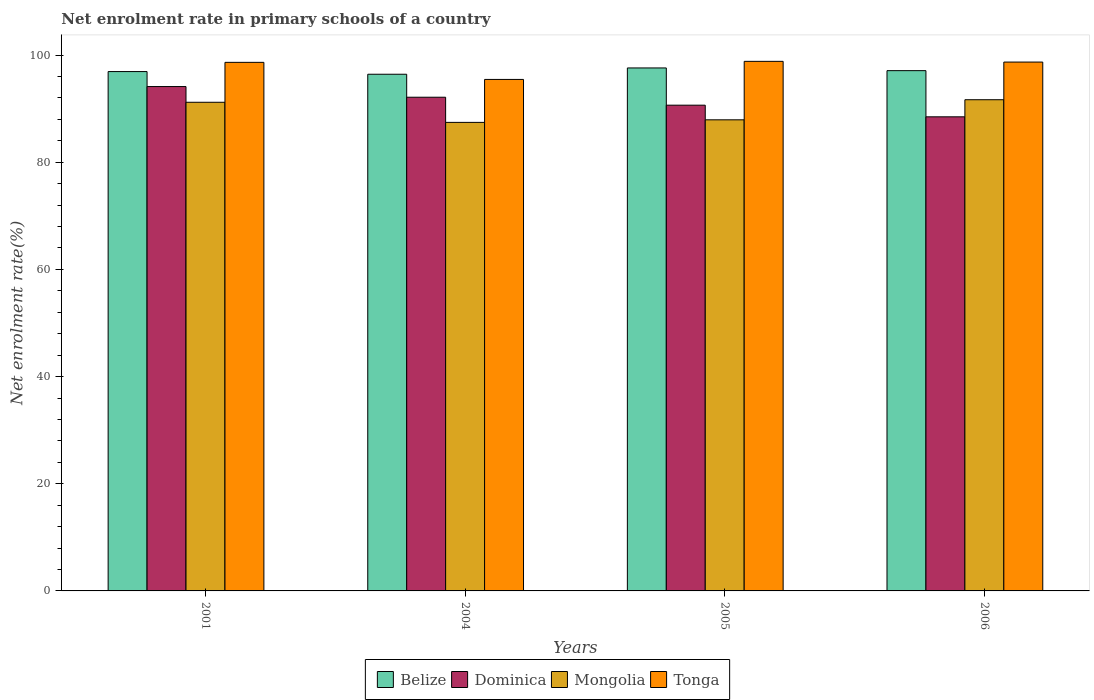 Net enrolment rate in primary schools of a country
Net enrolment rate(%)
100
80
60
40
20
0
2001
2004
2005
2006
Years
Belize
Dominica
Mongolia
Tonga